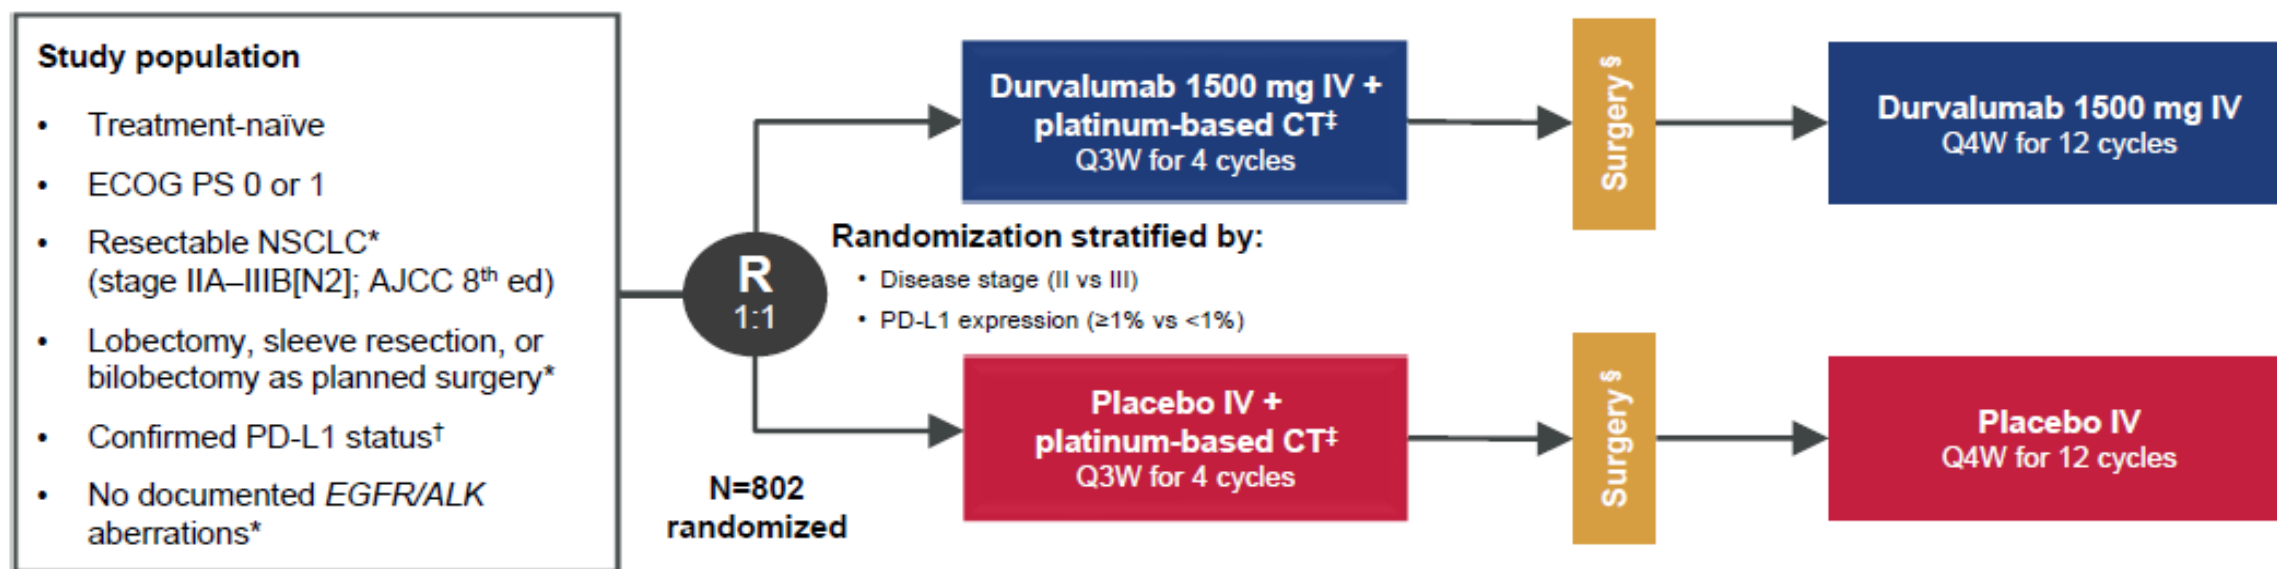 Study population
• Treatment-naïve
• ECOG PS 0 or 1
• Resectable NSCLC*
(stage IIA–IIIB[N2]; AJCC 8th ed)
• Lobectomy, sleeve resection, or
bilobectomy as planned surgery*
• Confirmed PD-L1 status†
• No documented EGFR/ALK
aberrations*
R
1:1
N=802
randomized
Randomization stratified by:
• Disease stage (II vs III)
• PD-L1 expression (≥1% vs <1%)
Durvalumab 1500 mg IV +
platinum-based CT‡
Q3W for 4 cycles
Surgery§
Durvalumab 1500 mg IV
Q4W for 12 cycles
Placebo IV +
platinum-based CT‡
Q3W for 4 cycles
Surgery§
Placebo IV
Q4W for 12 cycles